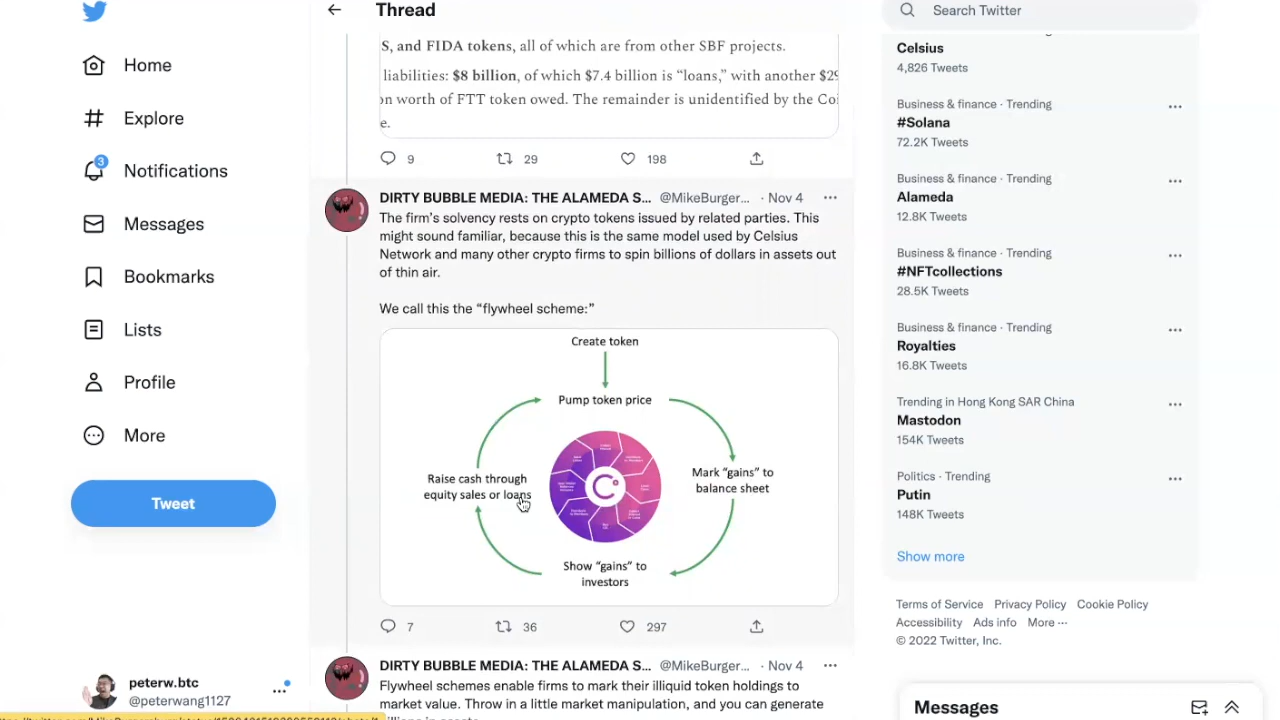 Thread
Search Twitter
Home
Explore
3
Notifications
Messages
Bookmarks
Lists
Profile
More
Tweet
peterw.btc
@peterwang1127
S, and FIDA tokens, all of which are from other SBF projects.
liabilities: $8 billion, of which $7.4 billion is “loans,” with another $29
on worth of FTT token owed. The remainder is unidentified by the Coi
e.
9 29 198
DIRTY BUBBLE MEDIA: THE ALAMEDA S... @MikeBurger... · Nov 4
The firm’s solvency rests on crypto tokens issued by related parties. This
might sound familiar, because this is the same model used by Celsius
Network and many other crypto firms to spin billions of dollars in assets out
of thin air.
We call this the “flywheel scheme:”
Create token
Pump token price
Mark “gains” to
balance sheet
Show “gains” to
investors
Raise cash through
equity sales or loans
7 36 297
DIRTY BUBBLE MEDIA: THE ALAMEDA S... @MikeBurger... · Nov 4
Flywheel schemes enable firms to mark their illiquid token holdings to
market value. Throw in a little market manipulation, and you can generate
Celsius
4,826 Tweets
Business & finance · Trending
#Solana
72.2K Tweets
Business & finance · Trending
Alameda
12.8K Tweets
Business & finance · Trending
#NFTcollections
28.5K Tweets
Business & finance · Trending
Royalties
16.8K Tweets
Trending in Hong Kong SAR China
Mastodon
154K Tweets
Politics · Trending
Putin
148K Tweets
Show more
Terms of Service Privacy Policy Cookie Policy
Accessibility Ads info More ···
© 2022 Twitter, Inc.
Messages